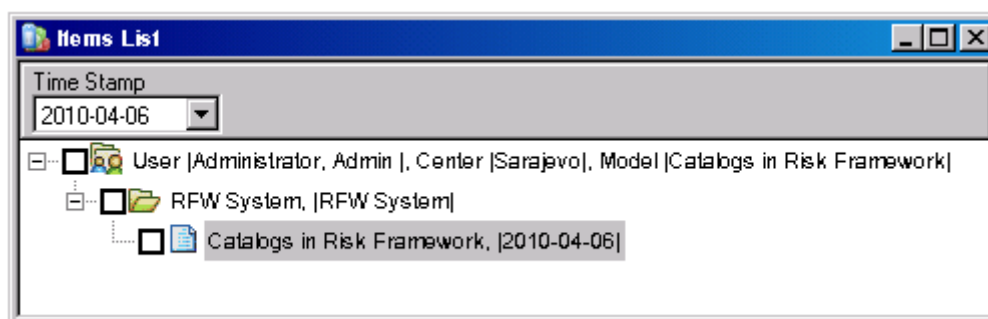 Items List
Time Stamp
2010-04-06
User |Administrator, Admin |, Center |Sarajevo|, Model |Catalogs in Risk Framework|
RFW System, |RFW System|
Catalogs in Risk Framework, |2010-04-06|